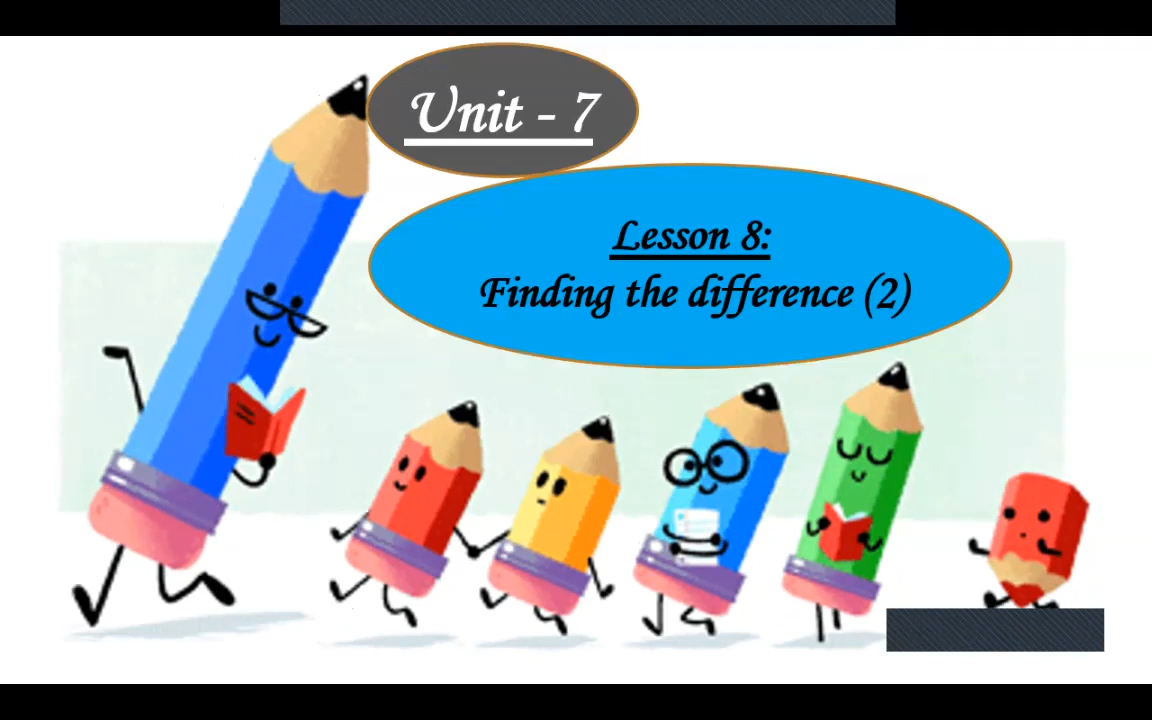 Unit - 7
Lesson 8:
Finding the difference (2)